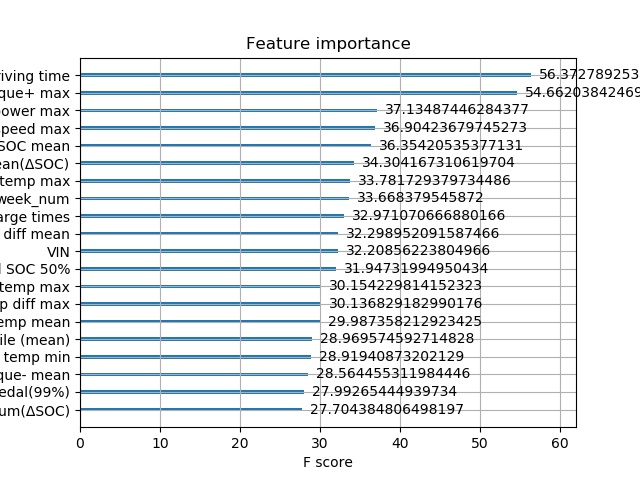 Feature importance
iving time 56.372789253
que+ max 54.66203842469
ower max 37.13487446284377
speed max 36.90423679745273
SOC mean 36.35420535377131
ean(ΔSOC) 34.304167310619704
temp max 33.781729379734486
week_num 33.668379545872
arge times 32.971070666880166
diff mean 32.298952091587466
VIN 32.20856223804966
SOC 50% 31.94731994950434
temp max 30.154229814152323
p diff max 30.136829182990176
emp mean 29.987358212923425
ile (mean) 28.969574592714828
temp min 28.91940873202129
que- mean 28.564455311984446
edal(99%) 27.99265444939734
um(ΔSOC) 27.704384806498197
0 10 20 30 40 50 60
F score